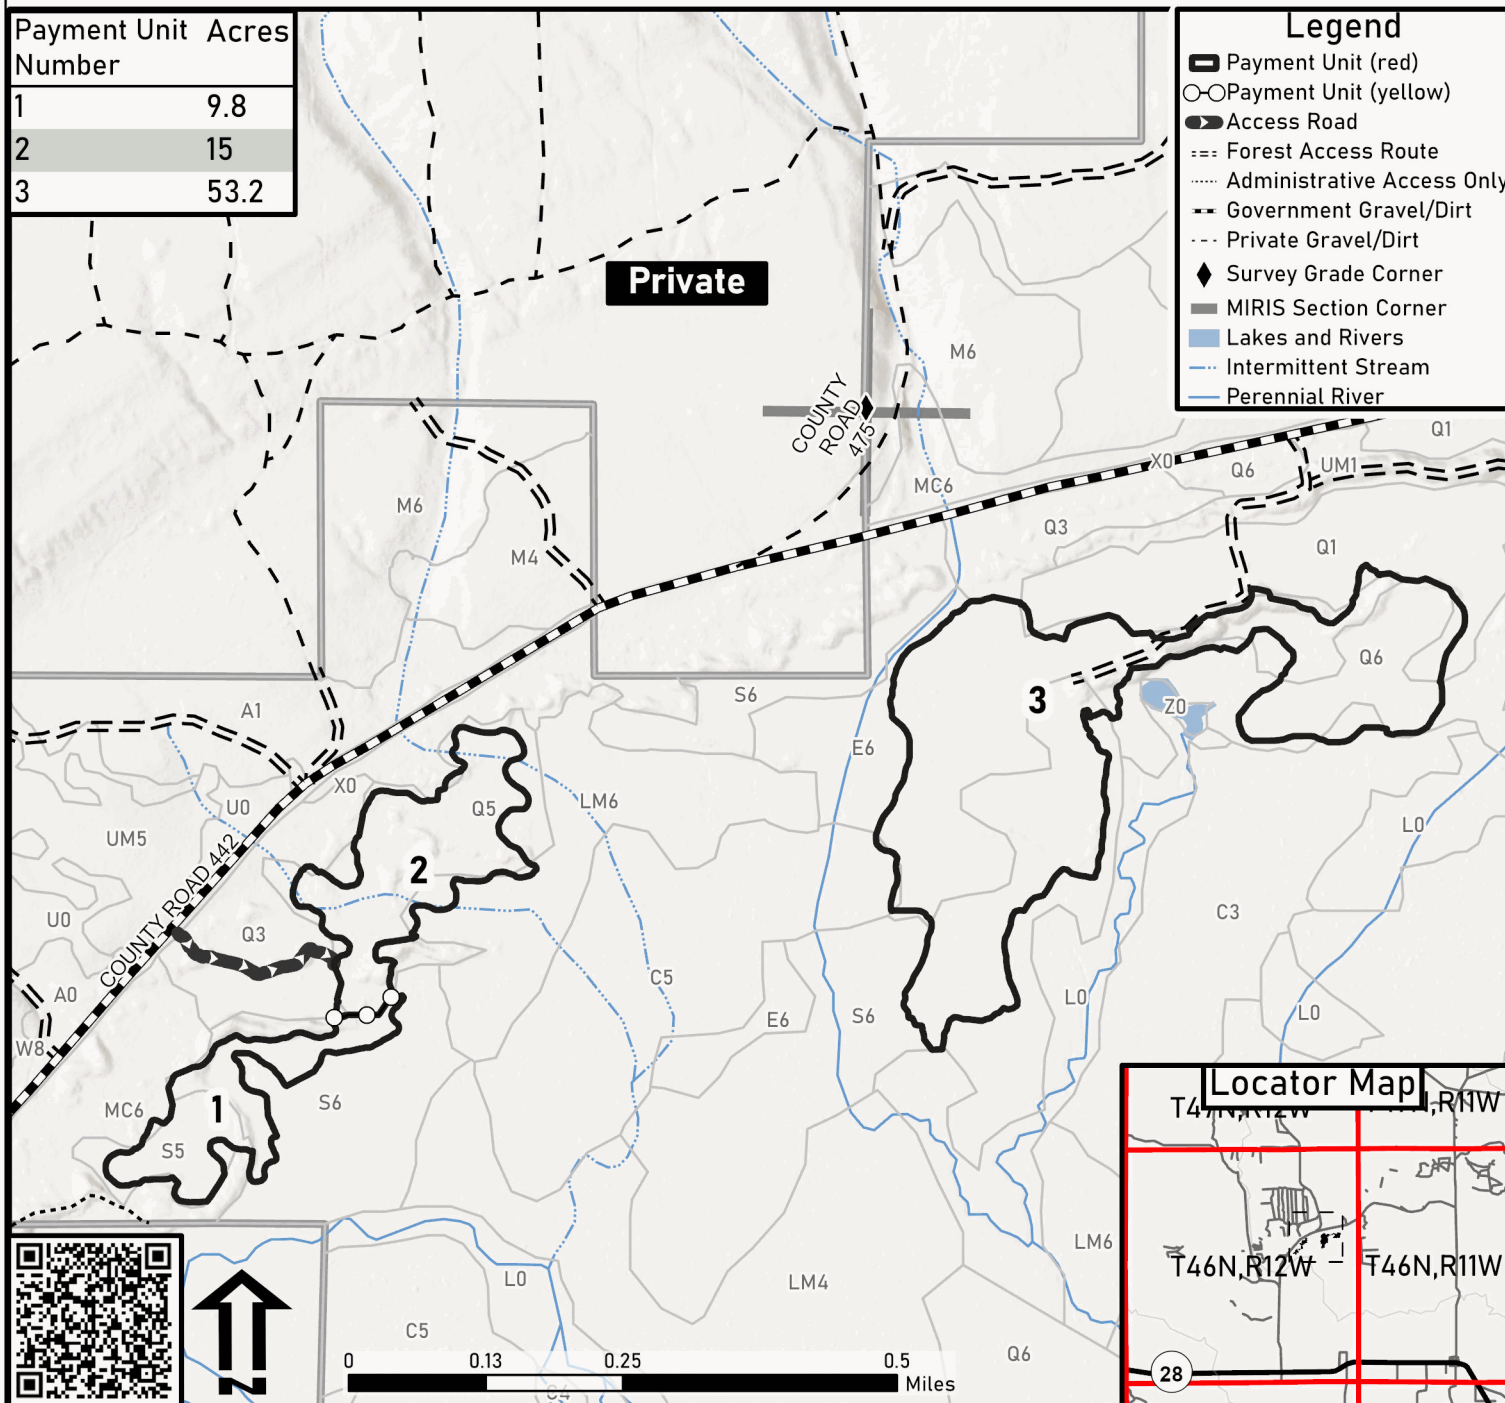 Payment Unit Acres
Number
1 9.8
2 15
3 53.2
Legend
Payment Unit (red)
Payment Unit (yellow)
Access Road
Forest Access Route
Administrative Access Only
Government Gravel/Dirt
Private Gravel/Dirt
Survey Grade Corner
MIRIS Section Corner
Lakes and Rivers
Intermittent Stream
Perennial River
Private
M6
COUNTY
ROAD
475
Q1
X0
Q6
UM1
MC6
M6
Q3
Q1
M4
Q6
3
S6
Z0
A1
E6
X0
U0
Q5
LM6
UM5
L0
2
COUNTY ROAD 442
U0
Q3
C3
C5
A0
L0
L0
E6
S6
W8
1
S6
MC6
S5
Locator Map
T47N,R12W
,R11W
T46N,R12W
T46N,R11W
28
LM6
L0
LM4
C5
Q6
C4
N
0 0.13 0.25 0.5
Miles